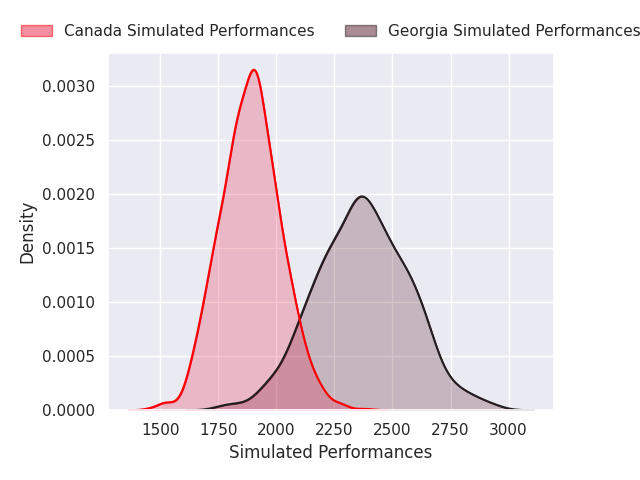 Canada Simulated Performances Georgia Simulated Performances
0.0030
0.0025
0.0020
0.0015
0.0010
0.0005
0.0000
Density
1500 1750 2000 2250 2500 2750 3000
Simulated Performances